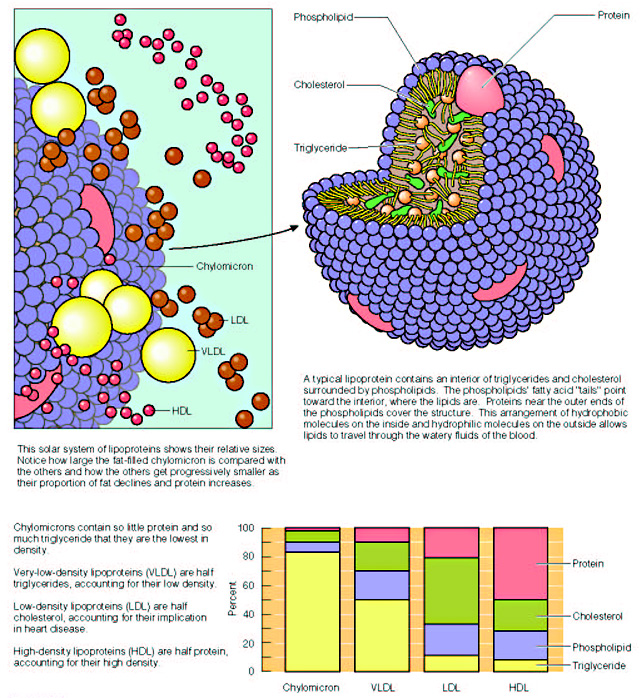 Phospholipid
Protein
Cholesterol
Triglyceride
Chylomicron
LDL
VLDL
HDL
This solar system of lipoproteins shows their relative sizes.
Notice how large the fat-filled chylomicron is compared with
the others and how the others get progressively smaller as
their proportion of fat declines and protein increases.
A typical lipoprotein contains an interior of triglycerides and cholesterol
surrounded by phospholipids. The phospholipids' fatty acid "tails" point
toward the interior, where the lipids are. Proteins near the outer ends of
the phospholipids cover the structure. This arrangement of hydrophobic
molecules on the inside and hydrophilic molecules on the outside allows
lipids to travel through the watery fluids of the blood.
Chylomicrons contain so little protein and so
much triglyceride that they are the lowest in
density.
Very-low-density lipoproteins (VLDL) are half
triglycerides, accounting for their low density.
Low-density lipoproteins (LDL) are half
cholesterol, accounting for their implication
in heart disease.
High-density lipoproteins (HDL) are half protein,
accounting for their high density.
Percent
100
80
60
40
20
0
Protein
Cholesterol
Phospholipid
Triglyceride
Chylomicron
VLDL
LDL
HDL